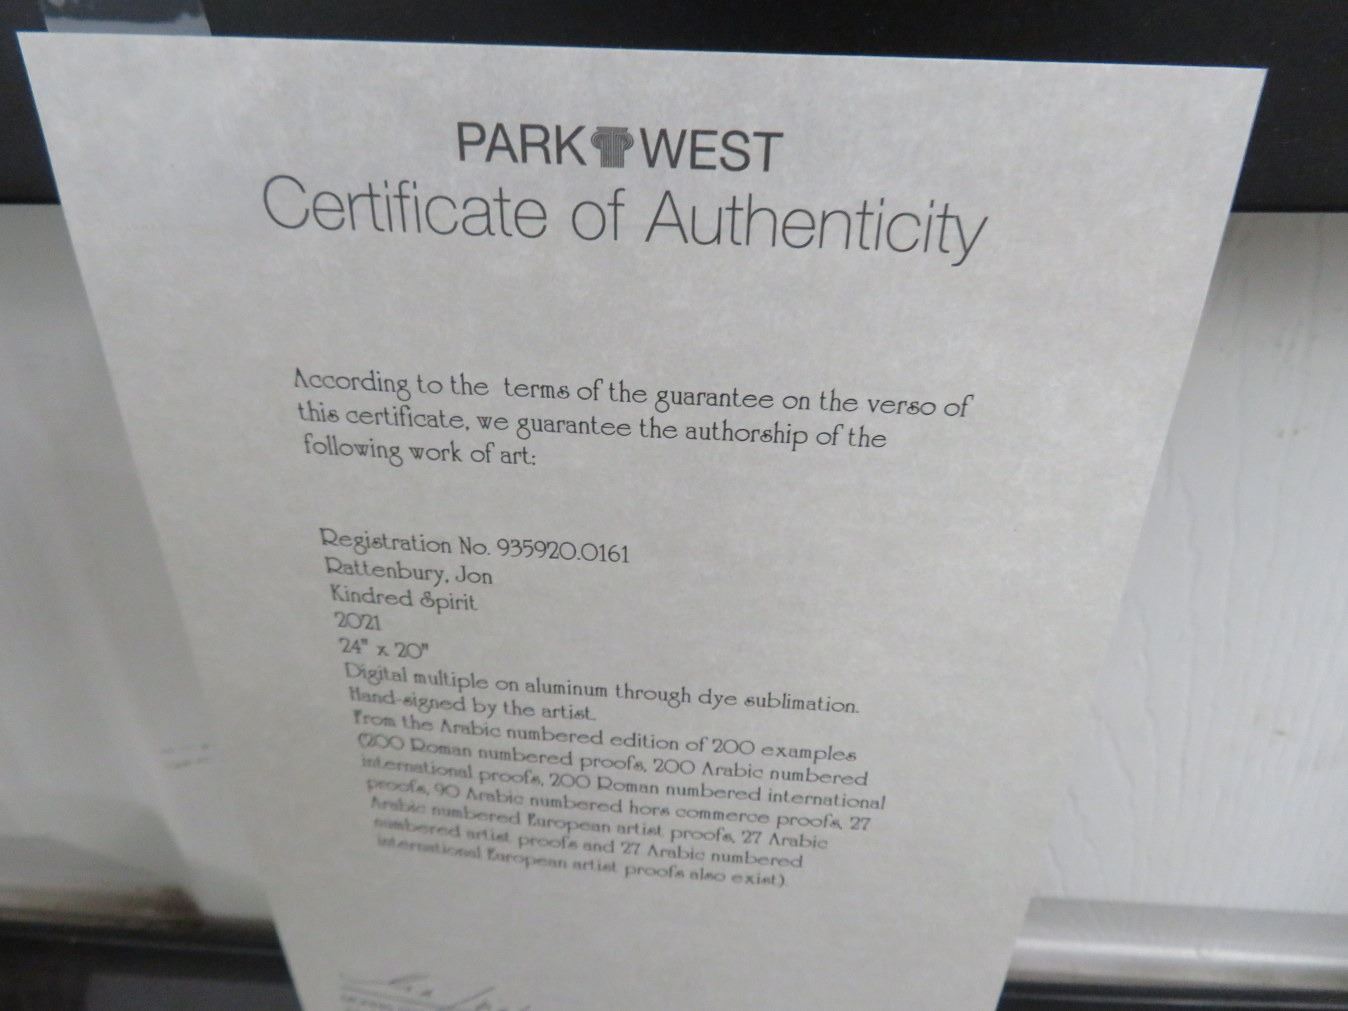 PARK WEST
Certificate of Authenticity
According to the terms of the guarantee on the verso of
this certificate, we guarantee the authorship of the
following work of art:
Registration No. 935920.0161
Rattenbury, Jon
Kindred Spirit
2021
24" x 20"
Digital multiple on aluminum through dye sublimation.
Hand-signed by the artist.
From the Arabic numbered edition of 200 examples
(200 Roman numbered proofs, 200 Arabic numbered
international proofs, 200 Roman numbered international
proofs, 90 Arabic numbered hors commerce proofs, 27
Arabic numbered European artist proofs, 27 Arabic
numbered artist proofs and 27 Arabic numbered
international European artist proofs also exist).